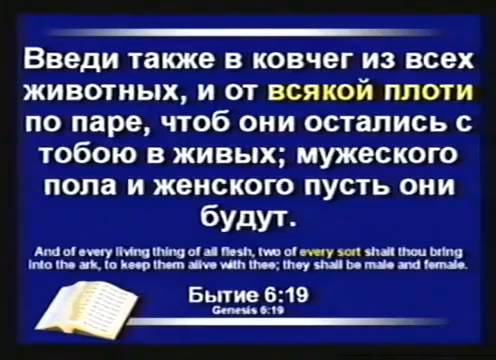 Введи также в ковчег из всех
животных, и от всякой плоти
по паре, чтоб они остались с
тобою в живых; мужеского
пола и женского пусть они
будут.
And of every living thing of all flesh, two of every sort shalt thou bring
into the ark, to keep them alive with thee; they shall be male and female.
Бытие 6:19
Genesis 6:19